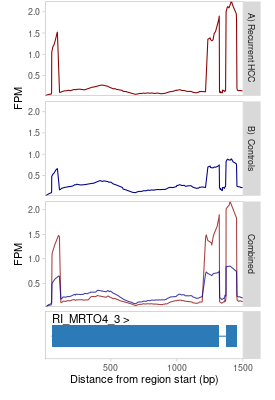 2.0
1.5
1.0
0.5
FPM
A) Recurrent HCC
2.0
1.5
1.0
0.5
B) Controls
2.0
1.5
1.0
0.5
FPM
Combined
RI_MRTO4_3 >
500 1000 1500
Distance from region start (bp)